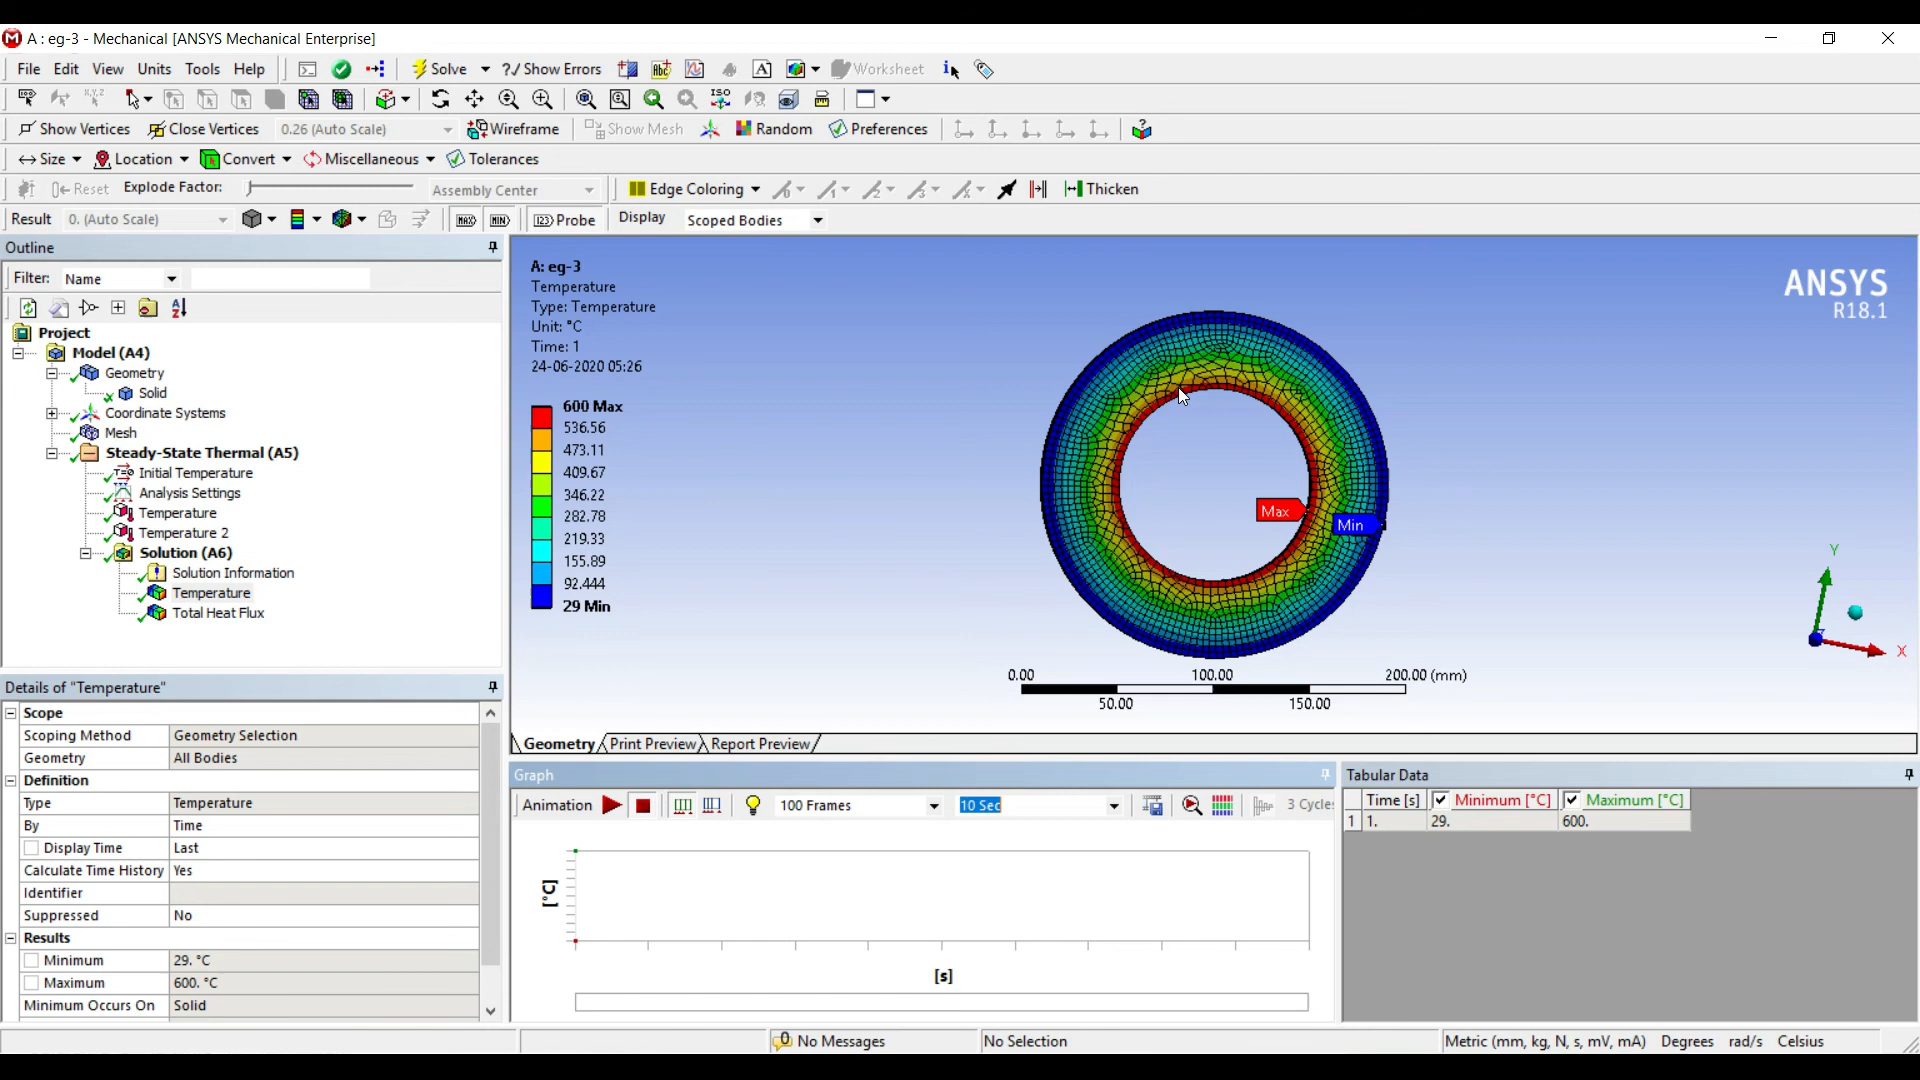 A : eg-3 - Mechanical [ANSYS Mechanical Enterprise]
File Edit View Units Tools Help Solve ?/ Show Errors Worksheet
Show Vertices Close Vertices 0.26 (Auto Scale) Wireframe Show Mesh Random Preferences
Size Location Convert Miscellaneous Tolerances
Reset Explode Factor: Assembly Center Edge Coloring Thicken
Result 0. (Auto Scale) MAX MIN Probe Display Scoped Bodies
Outline
Filter: Name
Project
Model (A4)
Geometry
Solid
Coordinate Systems
Mesh
Steady-State Thermal (A5)
Initial Temperature
Analysis Settings
Temperature
Temperature 2
Solution (A6)
Solution Information
Temperature
Total Heat Flux
A: eg-3
Temperature
Type: Temperature
Unit: °C
Time: 1
24-06-2020 05:26
600 Max
536.56
473.11
409.67
346.22
282.78
219.33
155.89
92.444
29 Min
Max
Min
ANSYS
R18.1
Y
X
0.00 100.00 200.00 (mm)
50.00 150.00
Geometry Print Preview Report Preview
Details of "Temperature"
Scope
Scoping Method Geometry Selection
Geometry All Bodies
Definition
Type Temperature
By Time
Display Time Last
Calculate Time History Yes
Identifier
Suppressed No
Results
Minimum 29. °C
Maximum 600. °C
Minimum Occurs On Solid
Graph
Animation 100 Frames 10 Sec 3 Cycle
[°C]
[s]
Tabular Data
Time [s] Minimum [°C] Maximum [°C]
1 1. 29. 600.
No Messages No Selection Metric (mm, kg, N, s, mV, mA) Degrees rad/s Celsius